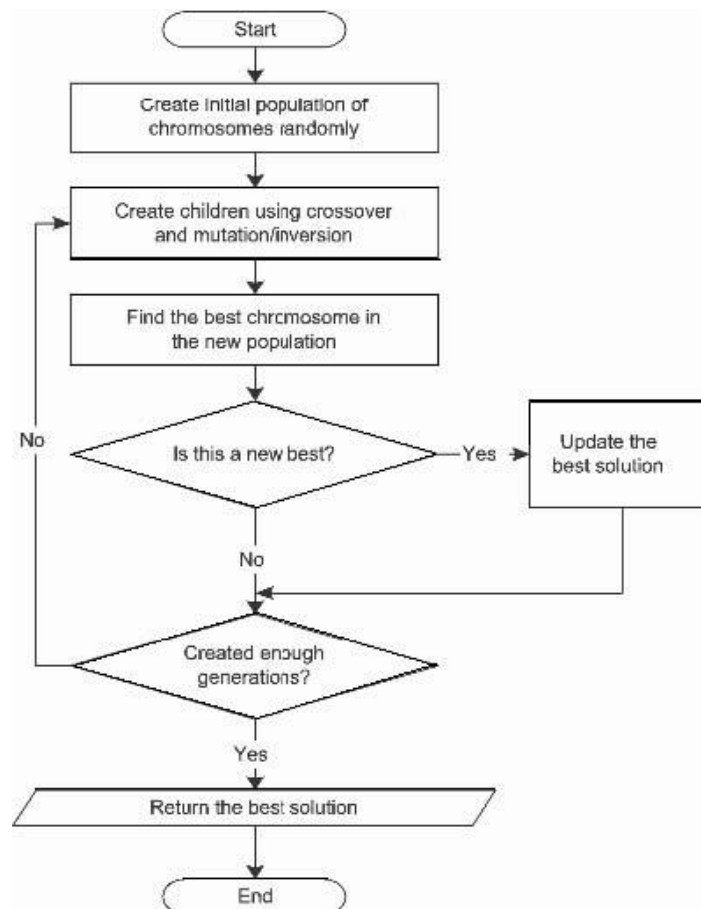 Start
Create initial population of
chromosomes randomly
Create children using crossover
and mutation/inversion
Find the best chrcmosome in
the new population
Is this a new best?
Yes
Update the
best solution
No
No
Created enough
generations?
Yes
Return the best solution
End